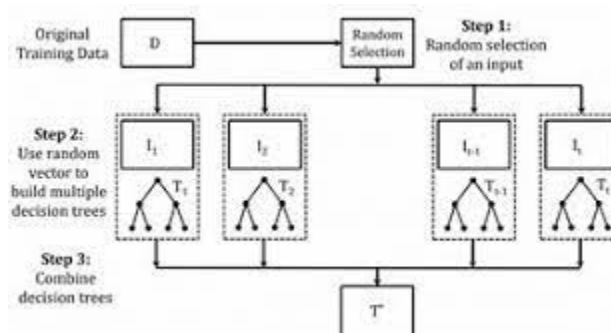 Original
Training Data
D
Random
Selection
Step 1:
Random selection
of an input
Step 2:
Use random
vector to
build multiple
decision trees
I₁
I₂
Iₜ₋₁
Iₜ
T₁
T₂
Tₜ₋₁
Tₜ
Step 3:
Combine
decision trees
T*